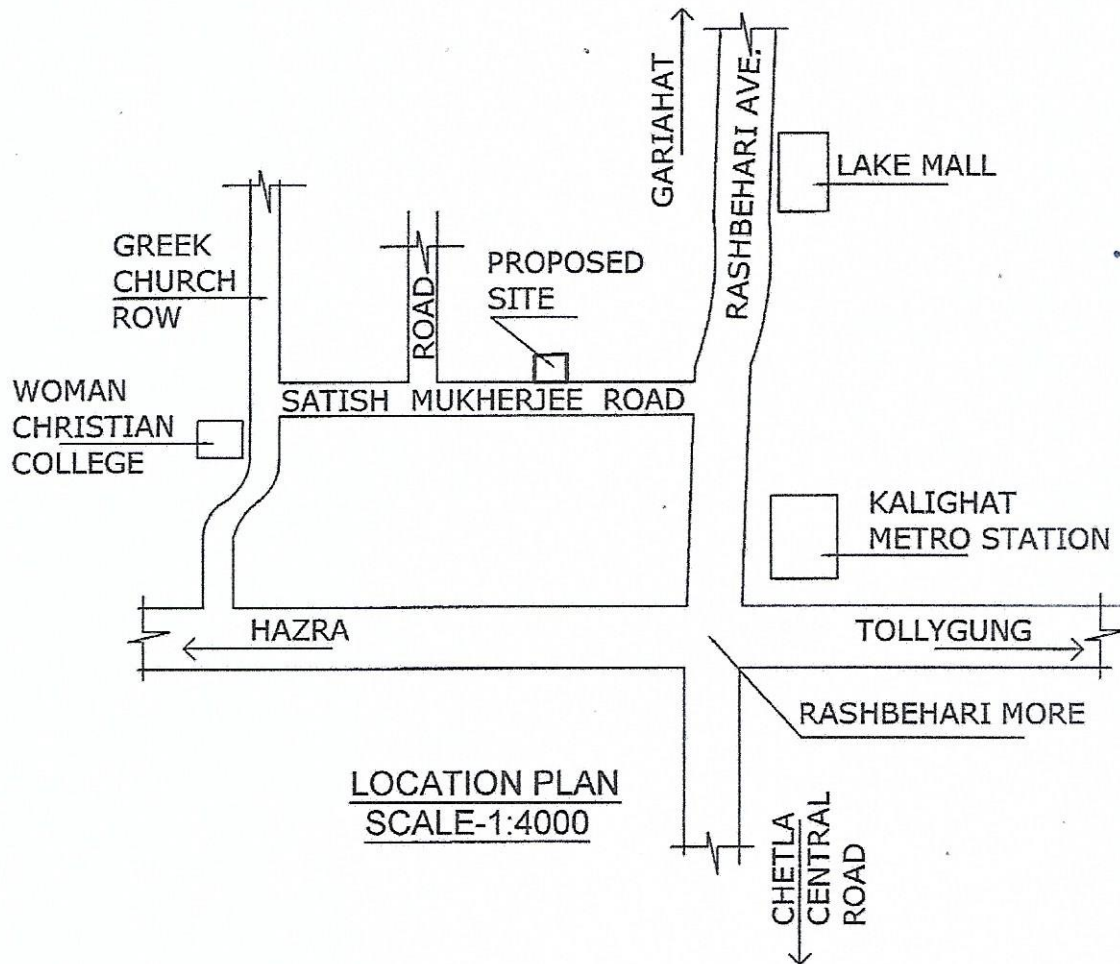 GARIAHAT
RASHBEHARI AVE.
LAKE MALL
GREEK
CHURCH
ROW
ROAD
PROPOSED
SITE
WOMAN
CHRISTIAN
COLLEGE
SATISH MUKHERJEE ROAD
KALIGHAT
METRO STATION
HAZRA
TOLLYGUNG
RASHBEHARI MORE
LOCATION PLAN
SCALE-1:4000
CHETLA
CENTRAL
ROAD